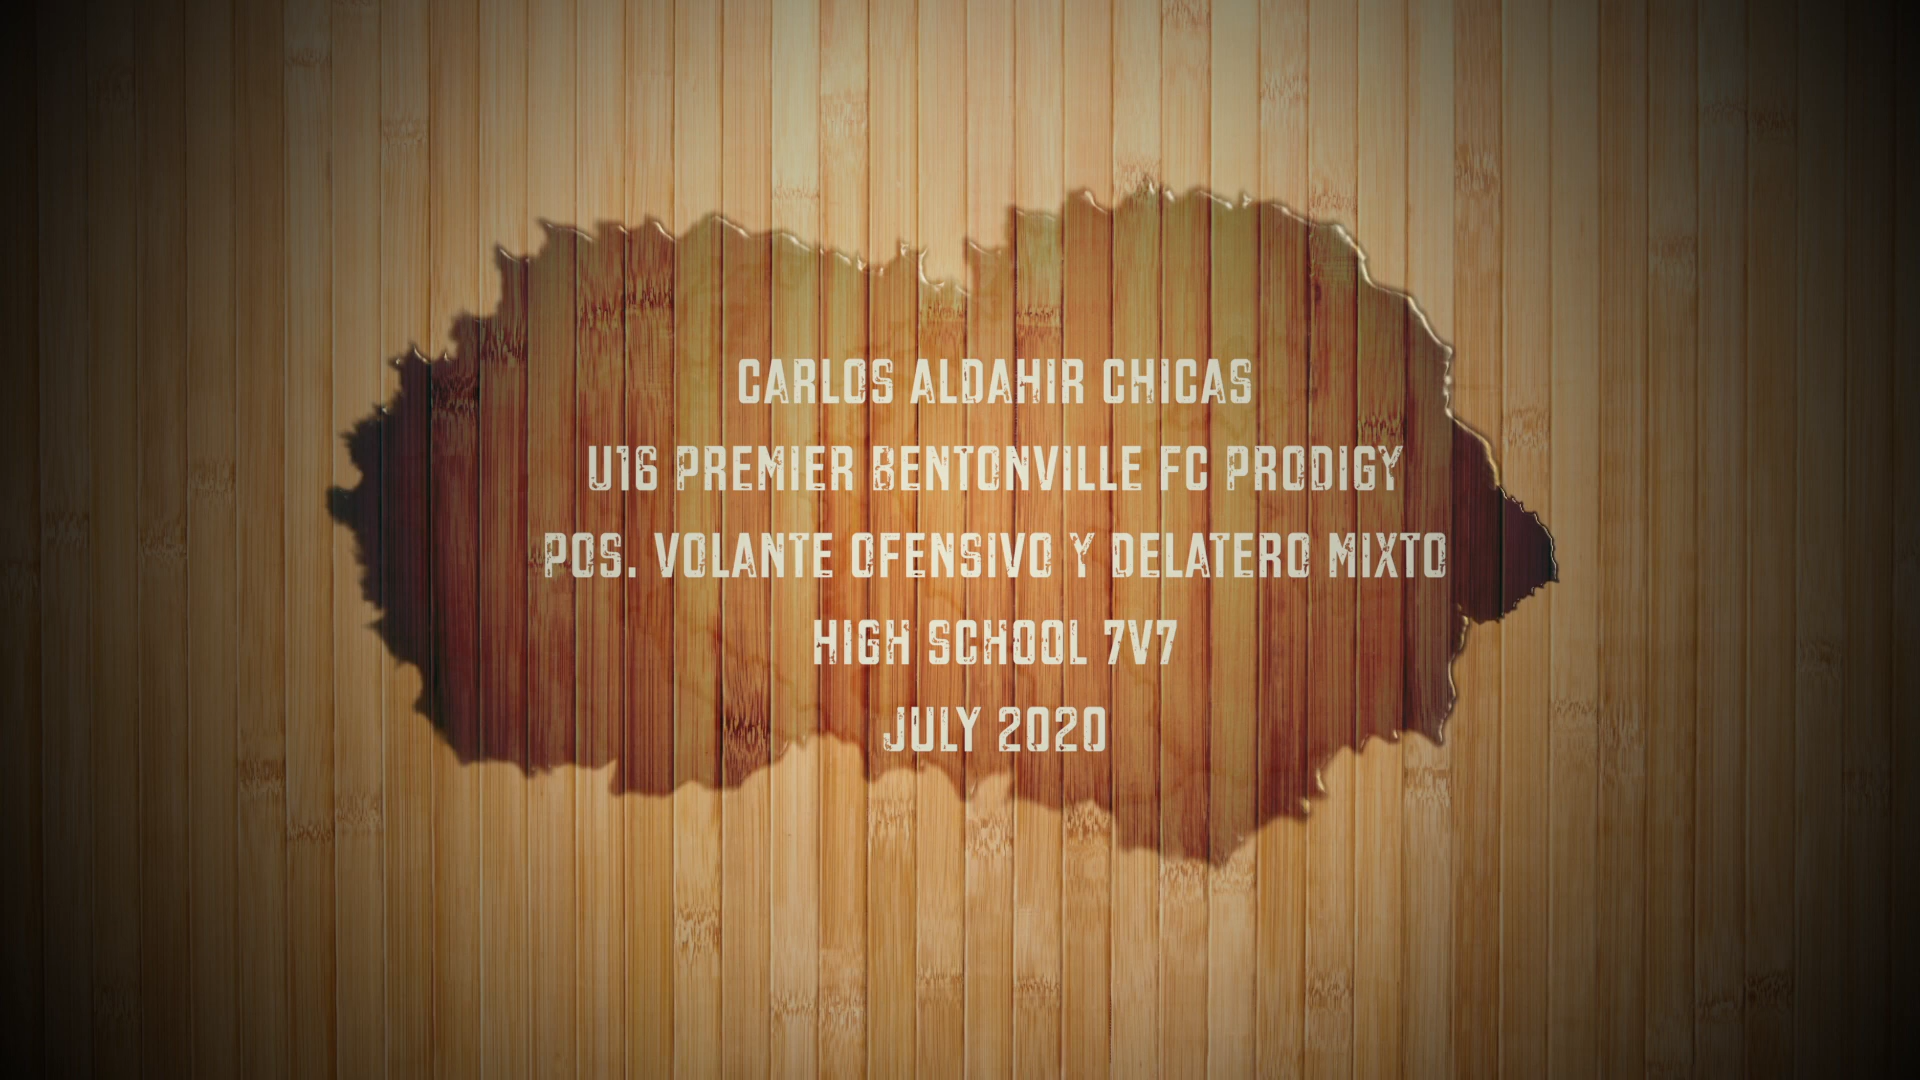 CARLOS ALDAHIR CHICAS
U16 PREMIER BENTONVILLE FC PRODIGY
POS. VOLANTE OFENSIVO Y DELATERO MIXTO
HIGH SCHOOL 7V7
JULY 2020